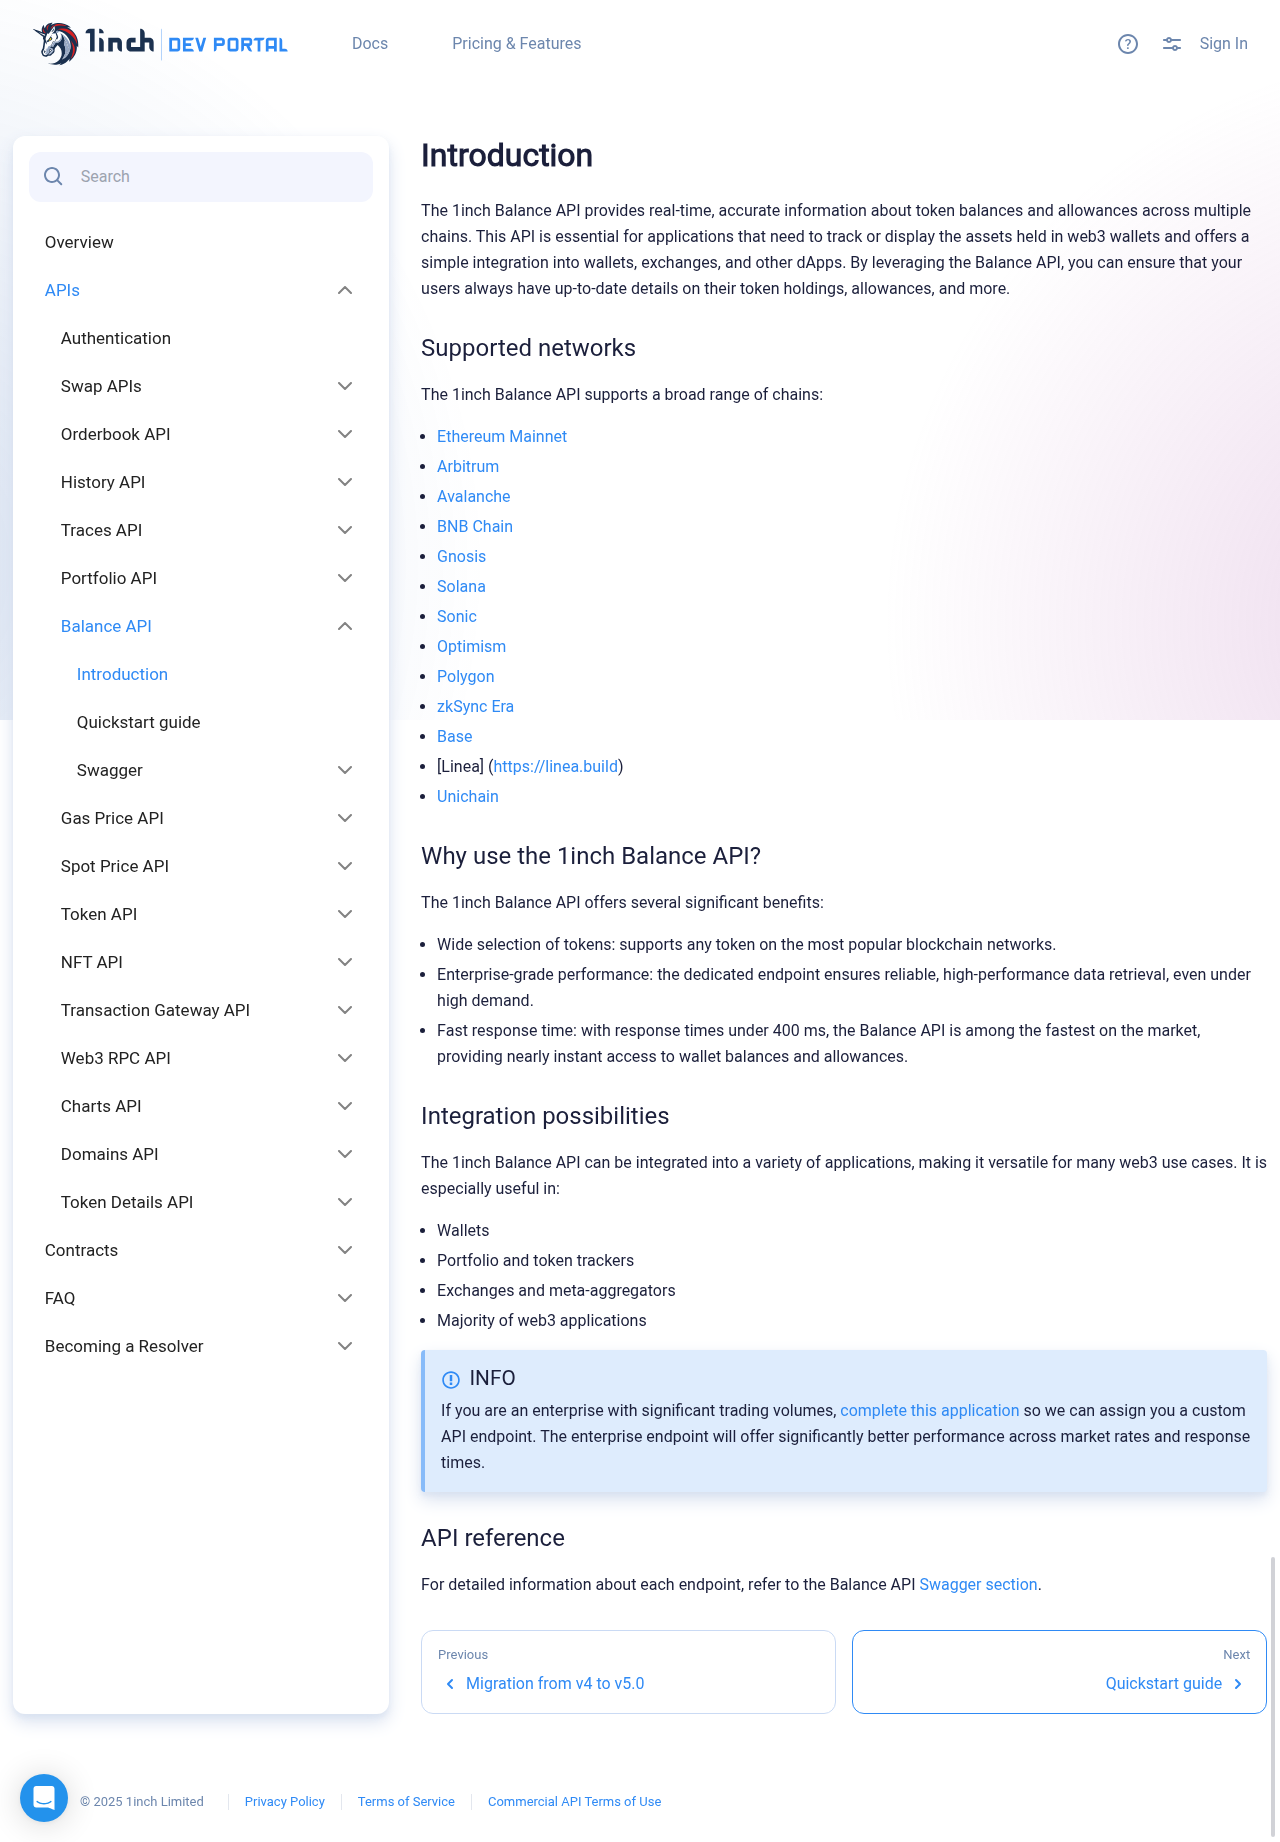 1inch DEV PORTAL
Docs
Pricing & Features
Sign In
Search
Overview
APIs
Authentication
Swap APIs
Orderbook API
History API
Traces API
Portfolio API
Balance API
Introduction
Quickstart guide
Swagger
Gas Price API
Spot Price API
Token API
NFT API
Transaction Gateway API
Web3 RPC API
Charts API
Domains API
Token Details API
Contracts
FAQ
Becoming a Resolver
Introduction
The 1inch Balance API provides real-time, accurate information about token balances and allowances across multiple
chains. This API is essential for applications that need to track or display the assets held in web3 wallets and offers a
simple integration into wallets, exchanges, and other dApps. By leveraging the Balance API, you can ensure that your
users always have up-to-date details on their token holdings, allowances, and more.
Supported networks
The 1inch Balance API supports a broad range of chains:
• Ethereum Mainnet
• Arbitrum
• Avalanche
• BNB Chain
• Gnosis
• Solana
• Sonic
• Optimism
• Polygon
• zkSync Era
• Base
• [Linea] (https://linea.build)
• Unichain
Why use the 1inch Balance API?
The 1inch Balance API offers several significant benefits:
• Wide selection of tokens: supports any token on the most popular blockchain networks.
• Enterprise-grade performance: the dedicated endpoint ensures reliable, high-performance data retrieval, even under
high demand.
• Fast response time: with response times under 400 ms, the Balance API is among the fastest on the market,
providing nearly instant access to wallet balances and allowances.
Integration possibilities
The 1inch Balance API can be integrated into a variety of applications, making it versatile for many web3 use cases. It is
especially useful in:
• Wallets
• Portfolio and token trackers
• Exchanges and meta-aggregators
• Majority of web3 applications
INFO
If you are an enterprise with significant trading volumes, complete this application so we can assign you a custom
API endpoint. The enterprise endpoint will offer significantly better performance across market rates and response
times.
API reference
For detailed information about each endpoint, refer to the Balance API Swagger section.
Previous
Migration from v4 to v5.0
Next
Quickstart guide
© 2025 1inch Limited
Privacy Policy
Terms of Service
Commercial API Terms of Use